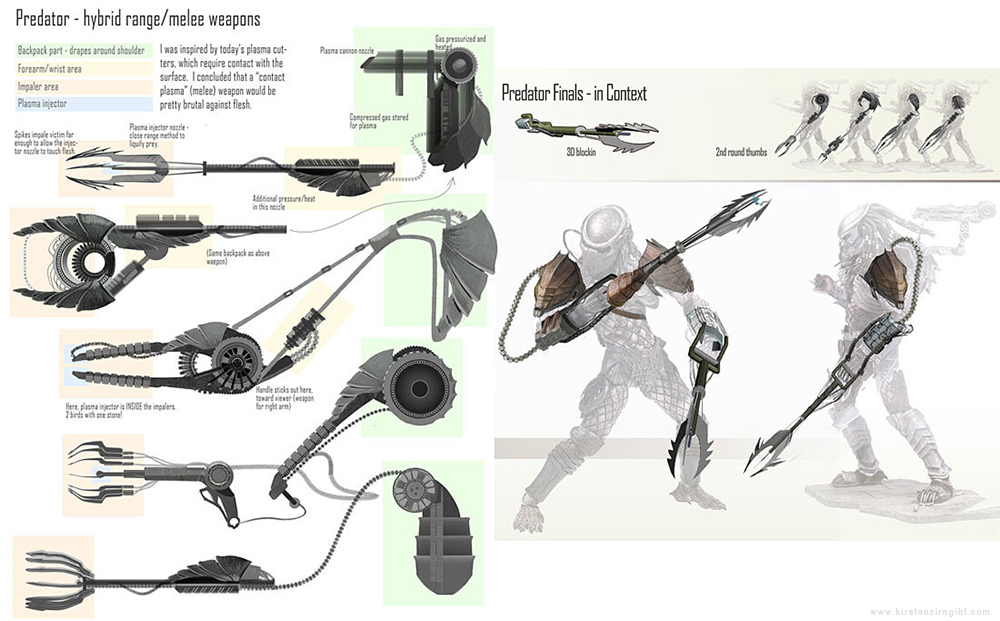 Predator - hybrid range/melee weapons
Backpack part - drapes around shoulder
Forearm/wrist area
Impaler area
Plasma injector
I was inspired by today's plasma cut-
ters, which require contact with the
surface. I concluded that a "contact
plasma" (melee) weapon would be
pretty brutal against flesh.
Plasma cannon nozzle
Gas pressurized and
heated
Compressed gas stored
for plasma
Spikes impale victim far
enough to allow the injec-
tor nozzle to touch flesh.
Plasma injector nozzle -
close range method to
liquify prey.
Additional pressure/heat
in this nozzle
(Same backpack as above
waepon)
Here, plasma injector is INSIDE the impalers.
2 birds with one stone!
Handle sticks out here,
toward viewer (weapon
for right arm)
Predator Finals - in Context
3D blockin
2nd round thumbs
www.kirstenzirngibl.com